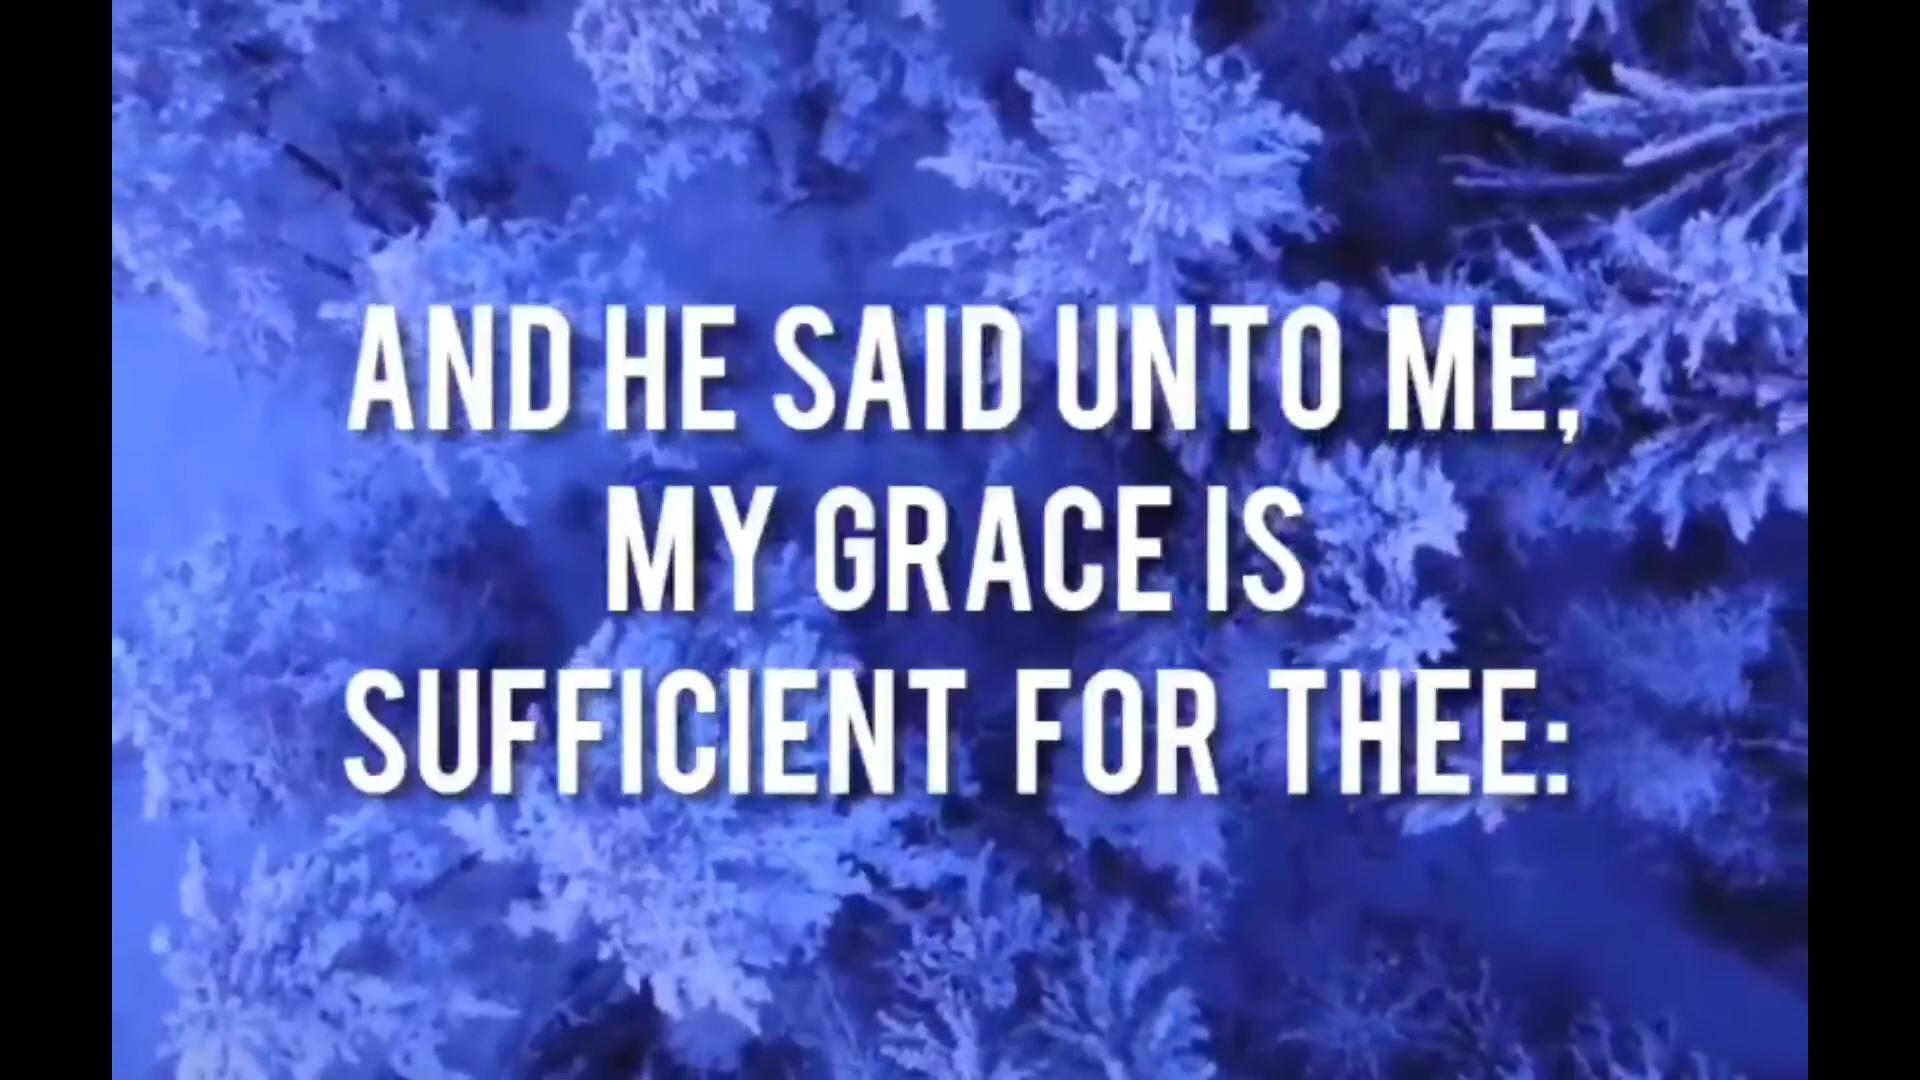 AND HE SAID UNTO ME,
MY GRACE IS
SUFFICIENT FOR THEE: